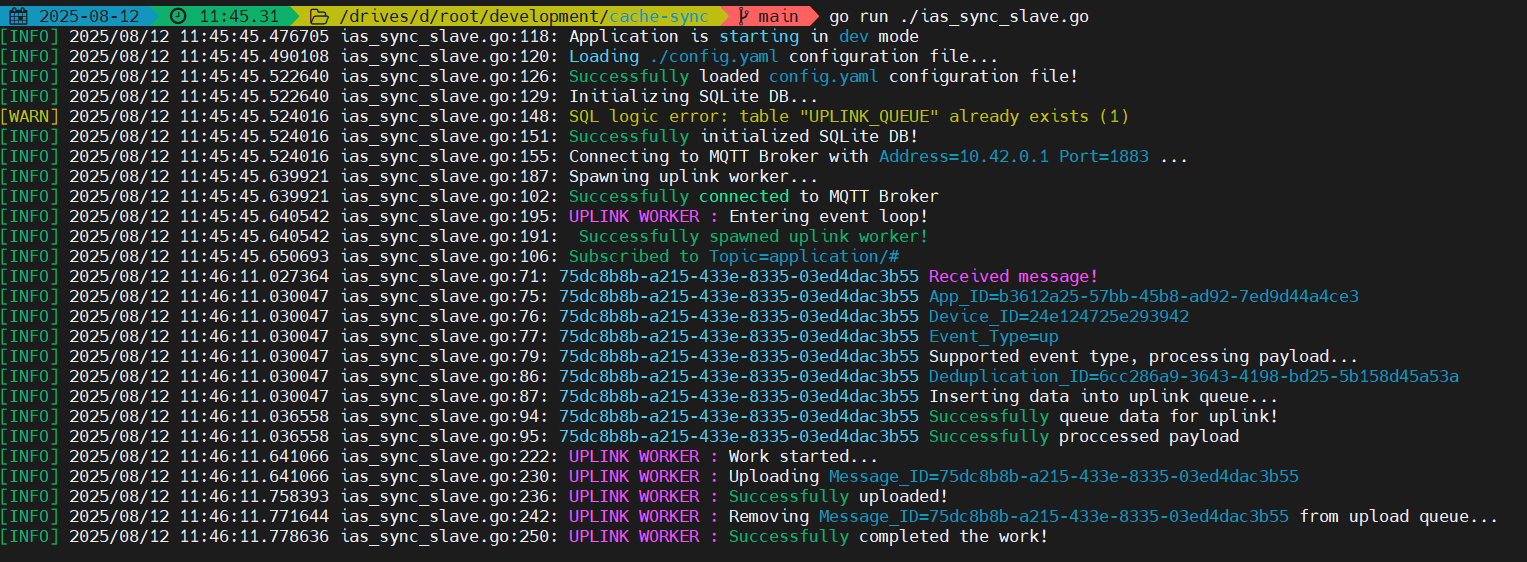 2025-08-12 11:45.31 /drives/d/root/development/cache-sync main go run ./ias_sync_slave.go
[INFO] 2025/08/12 11:45:45.476705 ias_sync_slave.go:118: Application is starting in dev mode
[INFO] 2025/08/12 11:45:45.490108 ias_sync_slave.go:120: Loading ./config.yaml configuration file...
[INFO] 2025/08/12 11:45:45.522640 ias_sync_slave.go:126: Successfully loaded config.yaml configuration file!
[INFO] 2025/08/12 11:45:45.522640 ias_sync_slave.go:129: Initializing SQLite DB...
[WARN] 2025/08/12 11:45:45.524016 ias_sync_slave.go:148: SQL logic error: table "UPLINK_QUEUE" already exists (1)
[INFO] 2025/08/12 11:45:45.524016 ias_sync_slave.go:151: Successfully initialized SQLite DB!
[INFO] 2025/08/12 11:45:45.524016 ias_sync_slave.go:155: Connecting to MQTT Broker with Address=10.42.0.1 Port=1883 ...
[INFO] 2025/08/12 11:45:45.639921 ias_sync_slave.go:187: Spawning uplink worker...
[INFO] 2025/08/12 11:45:45.639921 ias_sync_slave.go:102: Successfully connected to MQTT Broker
[INFO] 2025/08/12 11:45:45.640542 ias_sync_slave.go:195: UPLINK WORKER : Entering event loop!
[INFO] 2025/08/12 11:45:45.640542 ias_sync_slave.go:191:  Successfully spawned uplink worker!
[INFO] 2025/08/12 11:45:45.650693 ias_sync_slave.go:106: Subscribed to Topic=application/#
[INFO] 2025/08/12 11:46:11.027364 ias_sync_slave.go:71: 75dc8b8b-a215-433e-8335-03ed4dac3b55 Received message!
[INFO] 2025/08/12 11:46:11.030047 ias_sync_slave.go:75: 75dc8b8b-a215-433e-8335-03ed4dac3b55 App_ID=b3612a25-57bb-45b8-ad92-7ed9d44a4ce3
[INFO] 2025/08/12 11:46:11.030047 ias_sync_slave.go:76: 75dc8b8b-a215-433e-8335-03ed4dac3b55 Device_ID=24e124725e293942
[INFO] 2025/08/12 11:46:11.030047 ias_sync_slave.go:77: 75dc8b8b-a215-433e-8335-03ed4dac3b55 Event_Type=up
[INFO] 2025/08/12 11:46:11.030047 ias_sync_slave.go:79: 75dc8b8b-a215-433e-8335-03ed4dac3b55 Supported event type, processing payload...
[INFO] 2025/08/12 11:46:11.030047 ias_sync_slave.go:86: 75dc8b8b-a215-433e-8335-03ed4dac3b55 Deduplication_ID=6cc286a9-3643-4198-bd25-5b158d45a53a
[INFO] 2025/08/12 11:46:11.030047 ias_sync_slave.go:87: 75dc8b8b-a215-433e-8335-03ed4dac3b55 Inserting data into uplink queue...
[INFO] 2025/08/12 11:46:11.036558 ias_sync_slave.go:94: 75dc8b8b-a215-433e-8335-03ed4dac3b55 Successfully queue data for uplink!
[INFO] 2025/08/12 11:46:11.036558 ias_sync_slave.go:95: 75dc8b8b-a215-433e-8335-03ed4dac3b55 Successfully proccessed payload
[INFO] 2025/08/12 11:46:11.641066 ias_sync_slave.go:222: UPLINK WORKER : Work started...
[INFO] 2025/08/12 11:46:11.641066 ias_sync_slave.go:230: UPLINK WORKER : Uploading Message_ID=75dc8b8b-a215-433e-8335-03ed4dac3b55
[INFO] 2025/08/12 11:46:11.758393 ias_sync_slave.go:236: UPLINK WORKER : Successfully uploaded!
[INFO] 2025/08/12 11:46:11.771644 ias_sync_slave.go:242: UPLINK WORKER : Removing Message_ID=75dc8b8b-a215-433e-8335-03ed4dac3b55 from upload queue...
[INFO] 2025/08/12 11:46:11.778636 ias_sync_slave.go:250: UPLINK WORKER : Successfully completed the work!